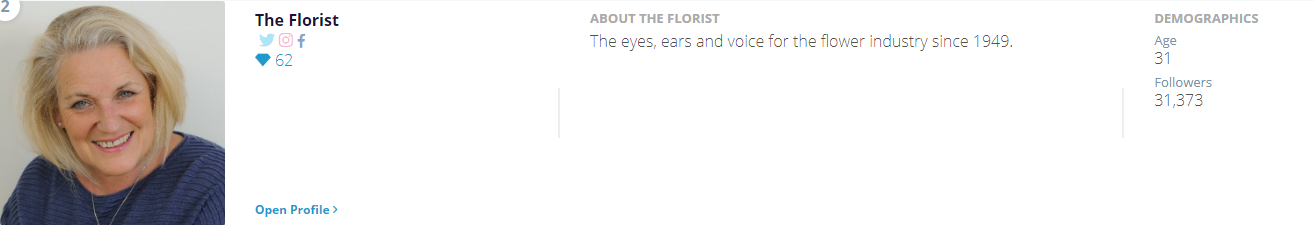 2
The Florist
62
Open Profile >
ABOUT THE FLORIST
The eyes, ears and voice for the flower industry since 1949.
DEMOGRAPHICS
Age
31
Followers
31,373